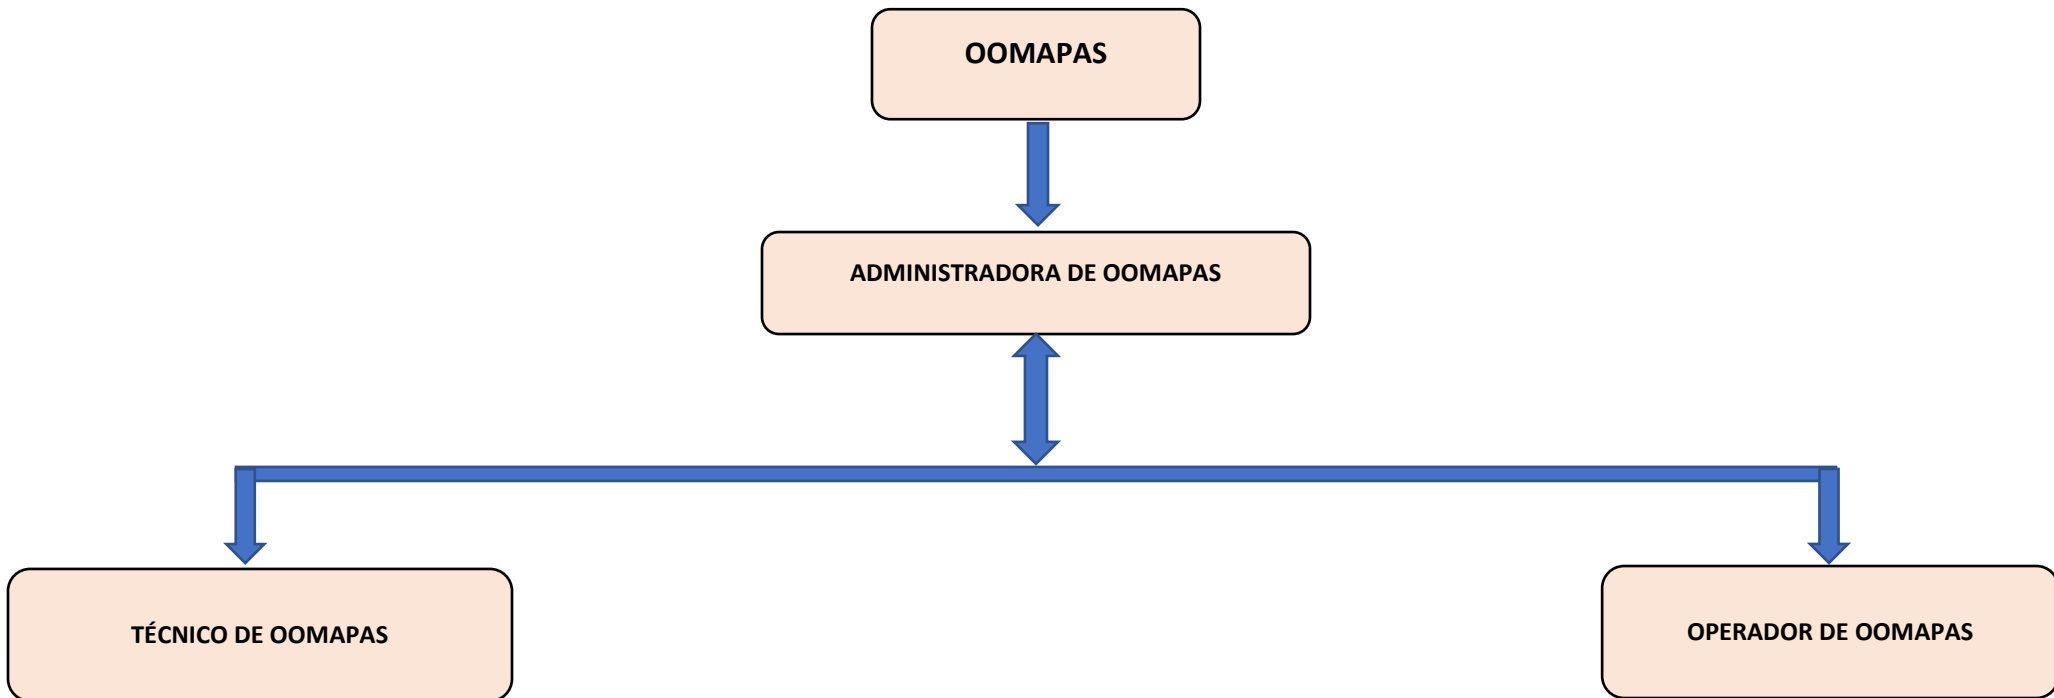 OOMAPAS
ADMINISTRADORA DE OOMAPAS
TÉCNICO DE OOMAPAS
OPERADOR DE OOMAPAS